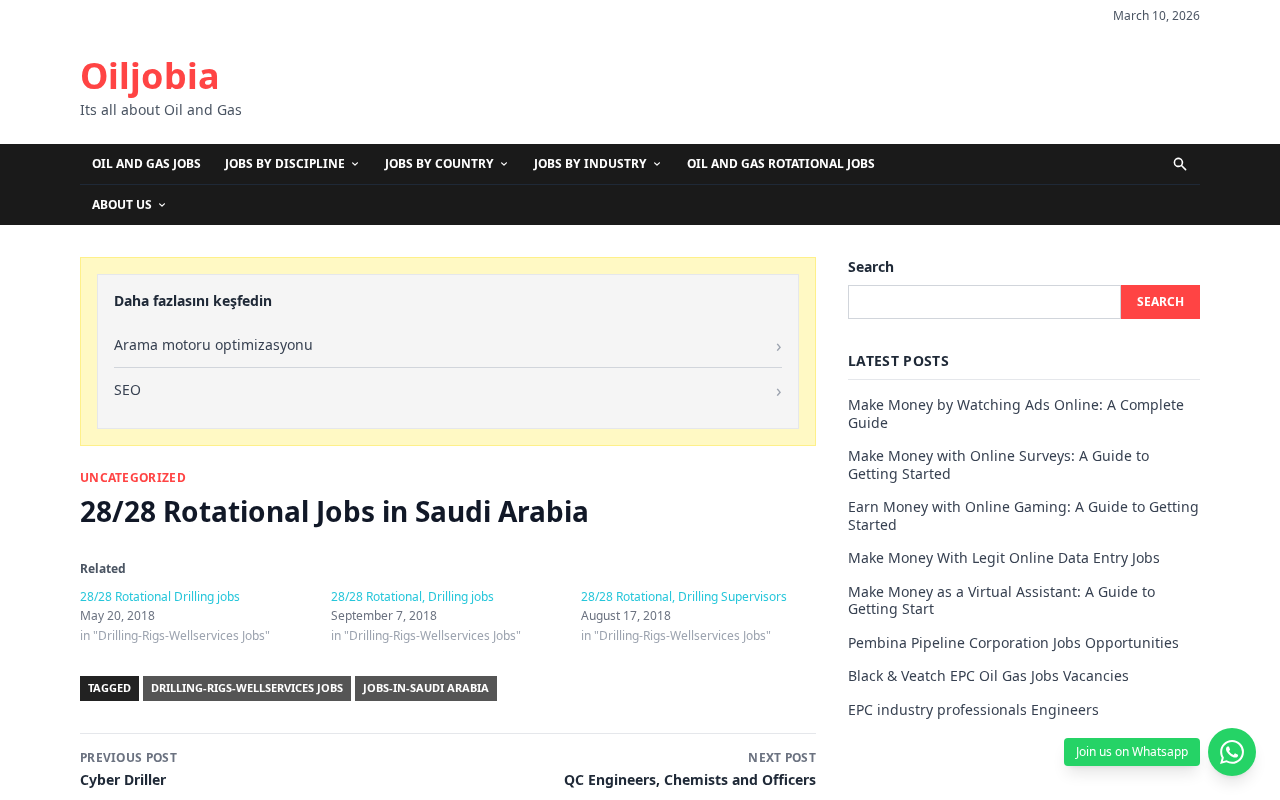 March 10, 2026
Oiljobia
Its all about Oil and Gas
OIL AND GAS JOBS
JOBS BY DISCIPLINE
JOBS BY COUNTRY
JOBS BY INDUSTRY
OIL AND GAS ROTATIONAL JOBS
ABOUT US
Daha fazlasını keşfedin
Arama motoru optimizasyonu
SEO
UNCATEGORIZED
28/28 Rotational Jobs in Saudi Arabia
Related
28/28 Rotational Drilling jobs
May 20, 2018
in "Drilling-Rigs-Wellservices Jobs"
28/28 Rotational, Drilling jobs
September 7, 2018
in "Drilling-Rigs-Wellservices Jobs"
28/28 Rotational, Drilling Supervisors
August 17, 2018
in "Drilling-Rigs-Wellservices Jobs"
TAGGED
DRILLING-RIGS-WELLSERVICES JOBS
JOBS-IN-SAUDI ARABIA
PREVIOUS POST
Cyber Driller
NEXT POST
QC Engineers, Chemists and Officers
Search
SEARCH
LATEST POSTS
Make Money by Watching Ads Online: A Complete
Guide
Make Money with Online Surveys: A Guide to
Getting Started
Earn Money with Online Gaming: A Guide to Getting
Started
Make Money With Legit Online Data Entry Jobs
Make Money as a Virtual Assistant: A Guide to
Getting Start
Pembina Pipeline Corporation Jobs Opportunities
Black & Veatch EPC Oil Gas Jobs Vacancies
EPC industry professionals Engineers
Join us on Whatsapp